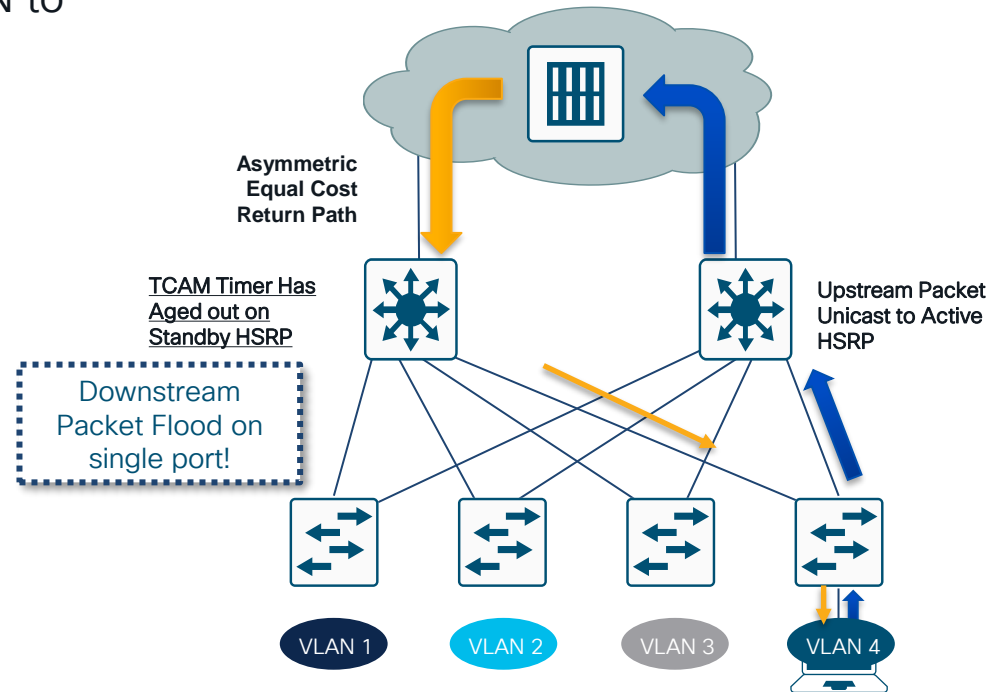 to
Asymmetric
Equal Cost
Return Path
TCAM Timer Has
Aged out on
Standby HSRP
Upstream Packet
Unicast to Active
HSRP
Downstream
Packet Flood on
single port!
VLAN 1
VLAN 2
VLAN 3
VLAN 4